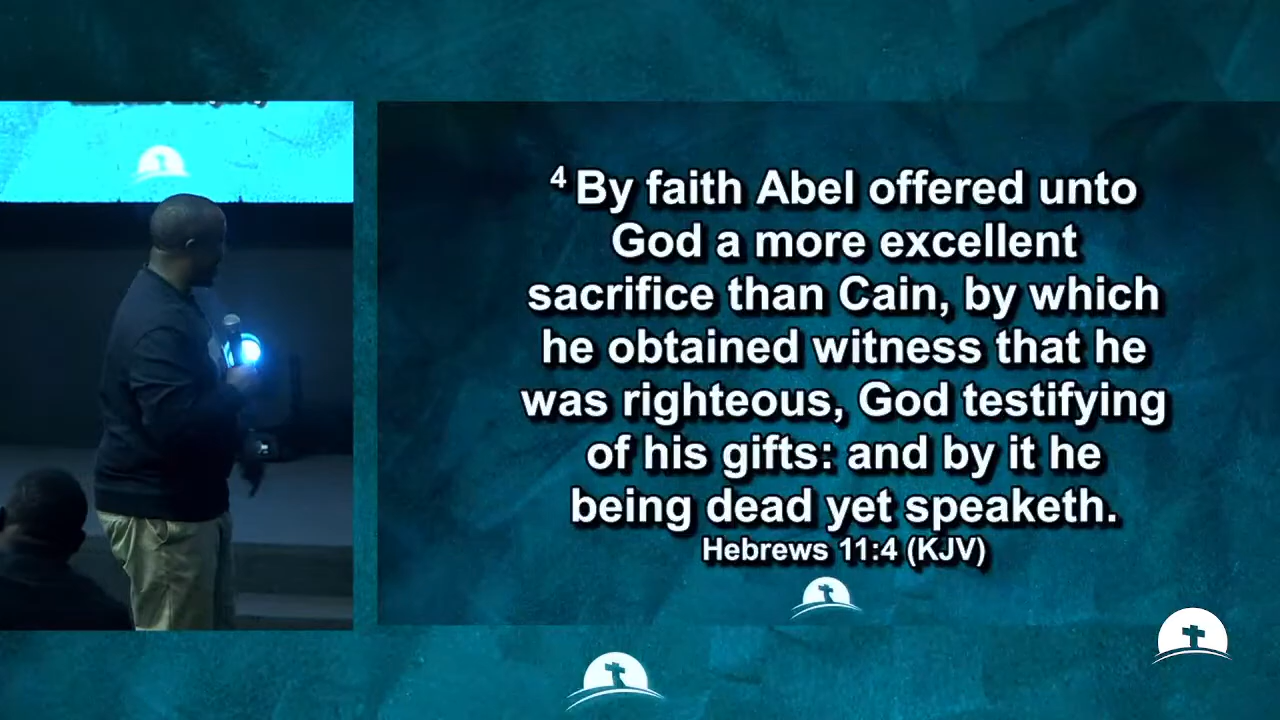 4 By faith Abel offered unto
God a more excellent
sacrifice than Cain, by which
he obtained witness that he
was righteous, God testifying
of his gifts: and by it he
being dead yet speaketh.
Hebrews 11:4 (KJV)